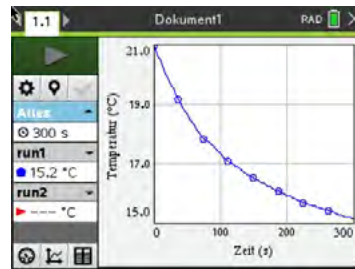 1.1
Dokument1
RAD
Alles
300 s
run1
15.2 °C
run2
--- °C
Temperatur (°C)
21.0
19.0
17.0
15.0
0
100
200
300
Zeit (s)